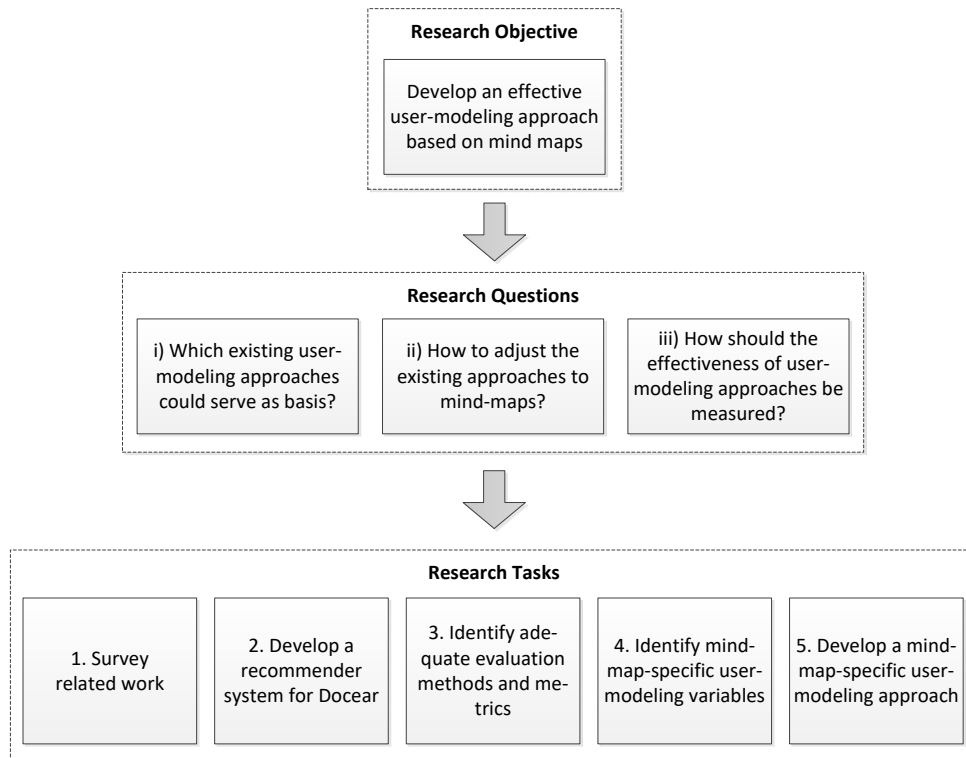 Research Objective
Develop an effective
user-modeling approach
based on mind maps
Research Questions
i) Which existing user-
modeling approaches
could serve as basis?
ii) How to adjust the
existing approaches to
mind-maps?
iii) How should the
effectiveness of user-
modeling approaches be
measured?
Research Tasks
1. Survey
related work
2. Develop a
recommender
system for Docear
3. Identify ade-
quate evaluation
methods and me-
trics
4. Identify mind-
map-specific user-
modeling variables
5. Develop a mind-
map-specific user-
modeling approach